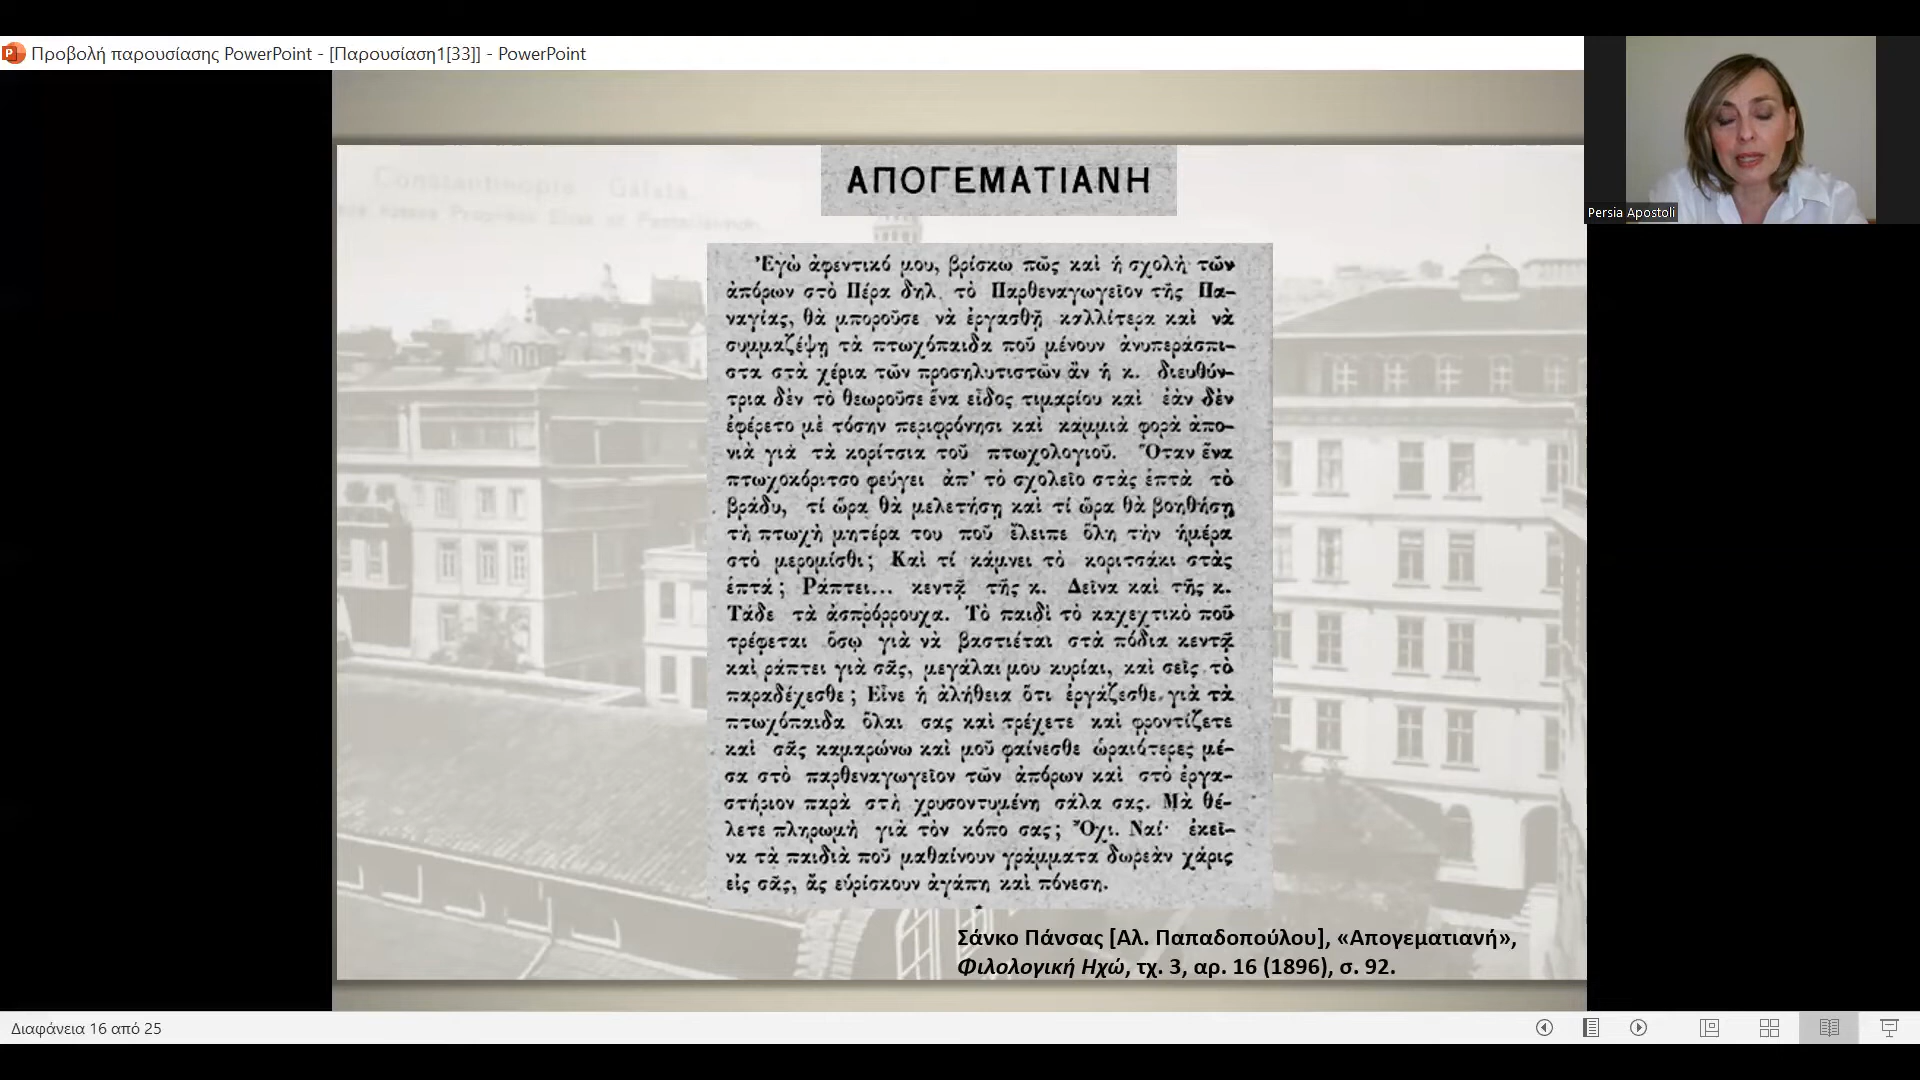 Προβολή παρουσίασης PowerPoint - [Παρουσίαση1[33]] - PowerPoint
Persia Apostoli
Constantinople Galata
ΑΠΟΓΕΜΑΤΙΑΝΗ
Ἐγὼ ἀφεντικό μου, βρίσκω πῶς καὶ ἡ σχολὴ τῶν
ἀπόρων στὸ Πέρα δηλ. τὸ Παρθεναγωγεῖον τῆς Πα-
ναγίας, θὰ μποροῦσε νὰ ἐργασθῇ καλλίτερα καὶ νὰ
συμμαζέψῃ τὰ πτωχόπαιδα ποῦ μένουν ἀνυπεράσπι-
στα στὰ χέρια τῶν προσηλυτιστῶν ἂν ἡ κ. διευθύν-
τρια δὲν τὸ θεωροῦσε ἕνα εἶδος τιμαρίου καὶ ἐὰν δὲν
ἐφέρετο μὲ τόσην περιφρόνησι καὶ καμμιὰ φορὰ ἀπο-
νιὰ γιὰ τὰ κορίτσια τοῦ πτωχολογιοῦ. Ὅταν ἕνα
πτωχοκόριτσο φεύγει ἀπ' τὸ σχολεῖο στὰς ἑπτὰ τὸ
βράδυ, τί ὥρα θὰ μελετήσῃ καὶ τί ὥρα θὰ βοηθήσῃ
τὴ πτωχὴ μητέρα του ποῦ ἔλειπε ὅλη τὴν ἡμέρα
στὸ μερομίσθι; Καὶ τί κάμνει τὸ κοριτσάκι στὰς
ἑπτά; Ράπτει... κεντᾷ τῆς κ. Δεῖνα καὶ τῆς κ.
Τάδε τὰ ἀσπρόρρουχα. Τὸ παιδὶ τὸ καχεχτικὸ ποῦ
τρέφεται ὅσῳ γιὰ νὰ βαστιέται στὰ πόδια κεντᾷ
καὶ ράπτει γιὰ σᾶς, μεγάλαι μου κυρίαι, καὶ σεῖς τὸ
παραδέχεσθε; Εἶνε ἡ ἀλήθεια ὅτι ἐργάζεσθε γιὰ τὰ
πτωχόπαιδα ὅλαι σας καὶ τρέχετε καὶ φροντίζετε
καὶ σᾶς καμαρώνω καὶ μοῦ φαίνεσθε ὡραιότερες μέ-
σα στὸ παρθεναγωγεῖον τῶν ἀπόρων καὶ στὸ ἐργα-
στήριον παρὰ στὴ χρυσοντυμένη σάλα σας. Μὰ θέ-
λετε πληρωμὴ γιὰ τὸν κόπο σας; Ὄχι. Ναί· ἐκεῖ-
να τὰ παιδιὰ ποῦ μαθαίνουν γράμματα δωρεὰν χάρις
εἰς σᾶς, ἂς εὑρίσκουν ἀγάπη καὶ πόνεση.
Σάνκο Πάνσας [Αλ. Παπαδοπούλου], «Απογεματιανή»,
Φιλολογική Ηχώ, τχ. 3, αρ. 16 (1896), σ. 92.
Διαφάνεια 16 από 25